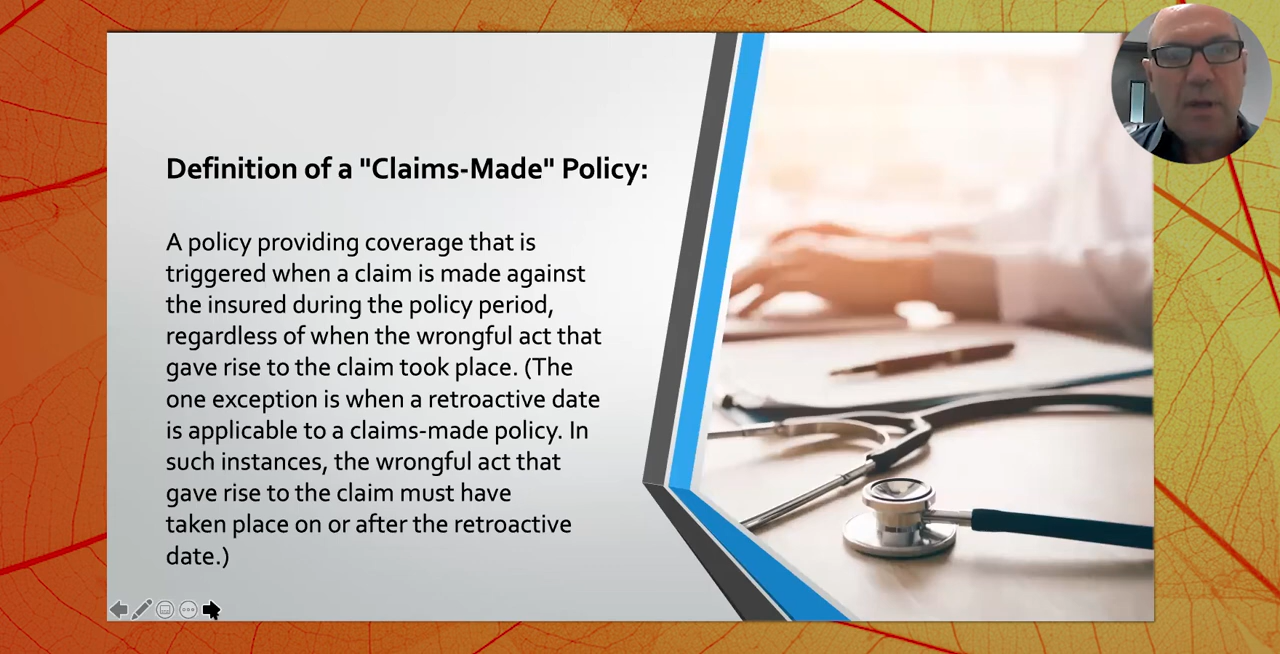 Definition of a "Claims-Made" Policy:
A policy providing coverage that is
triggered when a claim is made against
the insured during the policy period,
regardless of when the wrongful act that
gave rise to the claim took place. (The
one exception is when a retroactive date
is applicable to a claims-made policy. In
such instances, the wrongful act that
gave rise to the claim must have
taken place on or after the retroactive
date.)